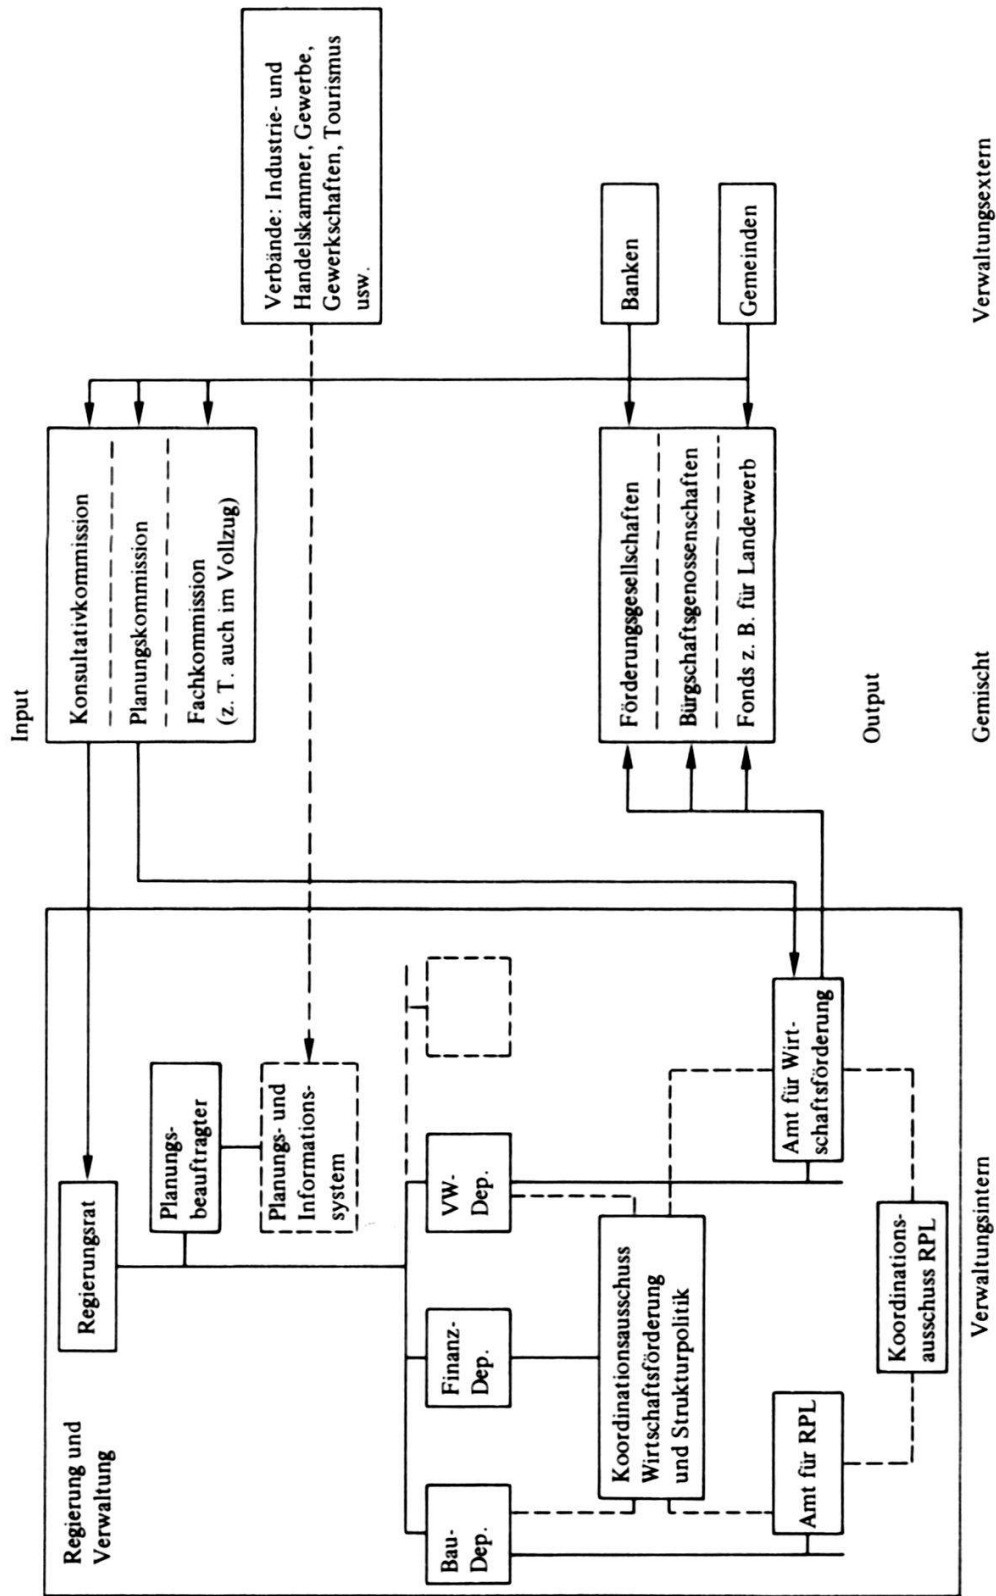 Regierung und
Verwaltung
Regierungsrat
Planungs-
beauftragter
Planungs- und
Informations-
system
Bau-
Dep.
Finanz-
Dep.
VW-
Dep.
Koordinationsausschuss
Wirtschaftsförderung
und Strukturpolitik
Amt für RPL
Amt für Wirt-
schaftsförderung
Koordinations-
ausschuss RPL
Verwaltungsintern
Input
Konsultativkommission
Planungskommission
Fachkommission
(z. T. auch im Vollzug)
Förderungsgesellschaften
Bürgschaftsgenossenschaften
Fonds z. B. für Landerwerb
Output
Gemischt
Verbände: Industrie- und
Handelskammer, Gewerbe,
Gewerkschaften, Tourismus
usw.
Banken
Gemeinden
Verwaltungsextern